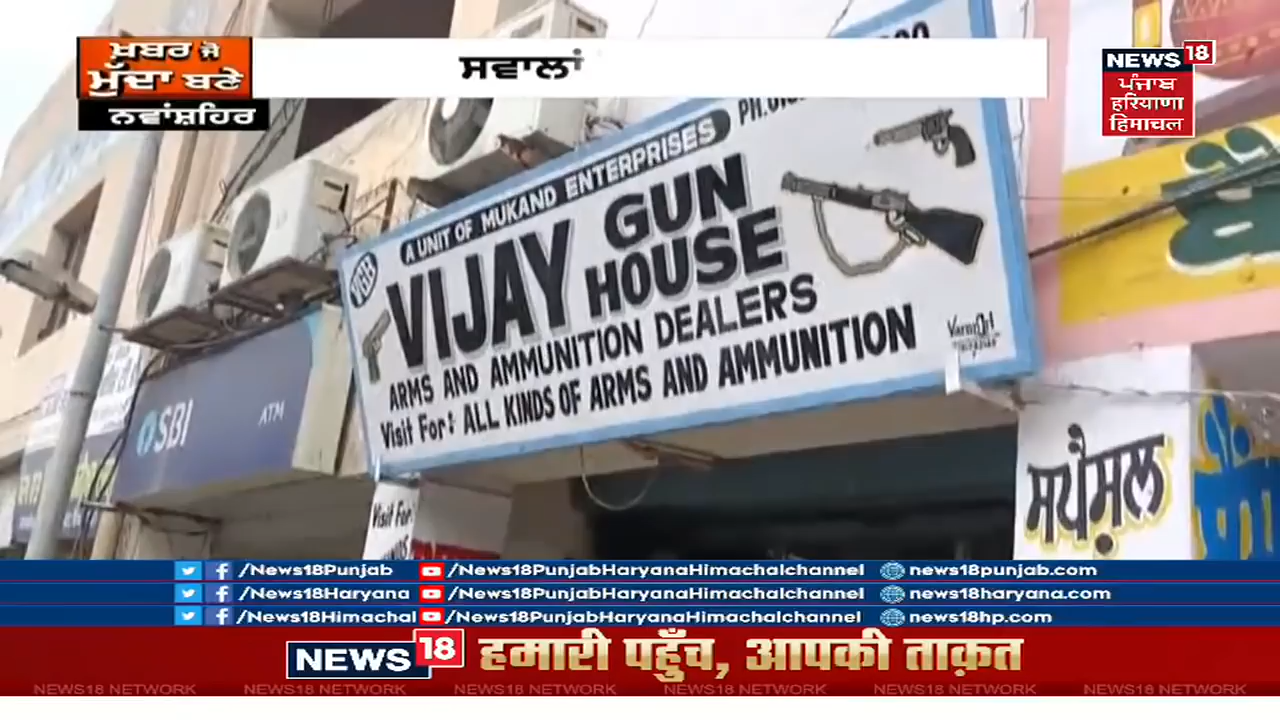 ਖ਼ਬਰ ਜੋ
ਮੁੱਦਾ ਬਣੇ
ਨਵਾਂਸ਼ਹਿਰ
ਸਵਾਲਾਂ
NEWS 18
ਪੰਜਾਬ
हरियाणा
हिमाचल
A UNIT OF MUKAND ENTERPRISES
VGH
VIJAY GUN
HOUSE
ARMS AND AMMUNITION DEALERS
Visit For: ALL KINDS OF ARMS AND AMMUNITION
SBI
ATM
Visit For:
ਸਪੈਸ਼ਲ
/News18Punjab /News18PunjabHaryanaHimachalchannel news18punjab.com
/News18Haryana /News18PunjabHaryanaHimachalchannel news18haryana.com
/News18Himachal /News18PunjabHaryanaHimachalchannel news18hp.com
NEWS 18 हमारी पहुँच, आपकी ताक़त
NEWS18 NETWORK NEWS18 NETWORK NEWS18 NETWORK NEWS18 NETWORK NEWS18 NETWORK NEWS18 NETWORK